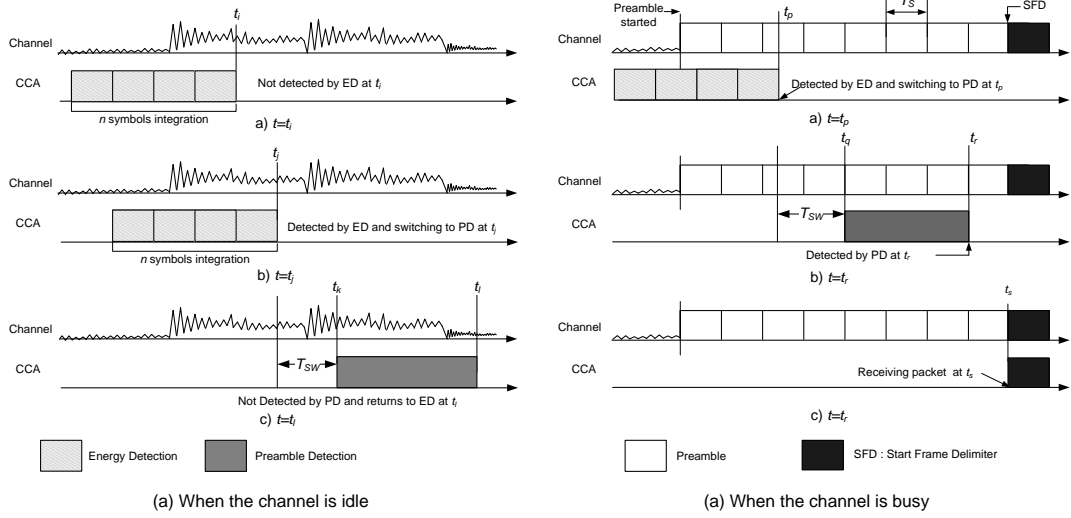 t_i
Channel
CCA
Not detected by ED at t_i
n symbols integration
a) t=t_i
t_j
Channel
CCA
Detected by ED and switching to PD at t_j
n symbols integration
b) t=t_j
t_k
t_l
Channel
T_SW
CCA
Not Detected by PD and returns to ED at t_l
c) t=t_l
Energy Detection
Preamble Detection
(a) When the channel is idle
Preamble started
t_p
T_S
SFD
Channel
CCA
Detected by ED and switching to PD at t_p
a) t=t_p
t_q
t_r
Channel
T_SW
CCA
Detected by PD at t_r
b) t=t_r
t_s
Channel
CCA
Receiving packet at t_s
c) t=t_r
Preamble
SFD : Start Frame Delimiter
(a) When the channel is busy